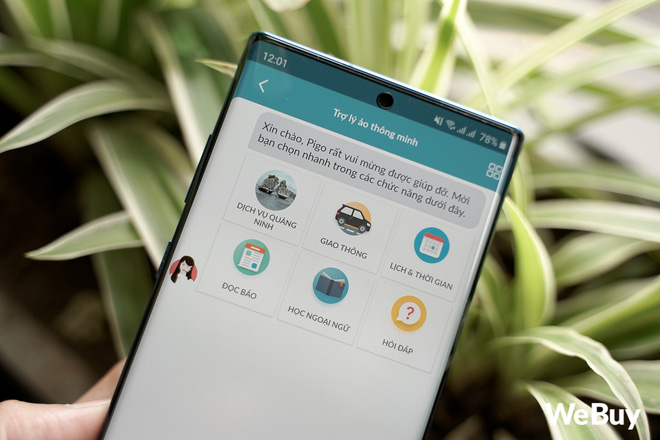 12:01
78%
Trợ lý ảo thông minh
Xin chào, Pigo rất vui mừng được giúp đỡ. Mời
bạn chọn nhanh trong các chức năng dưới đây.
DỊCH VỤ QUẢNG
NINH
GIAO THÔNG
LỊCH & THỜI GIAN
ĐỌC BÁO
HỌC NGOẠI NGỮ
?
HỎI ĐÁP
WeBuy